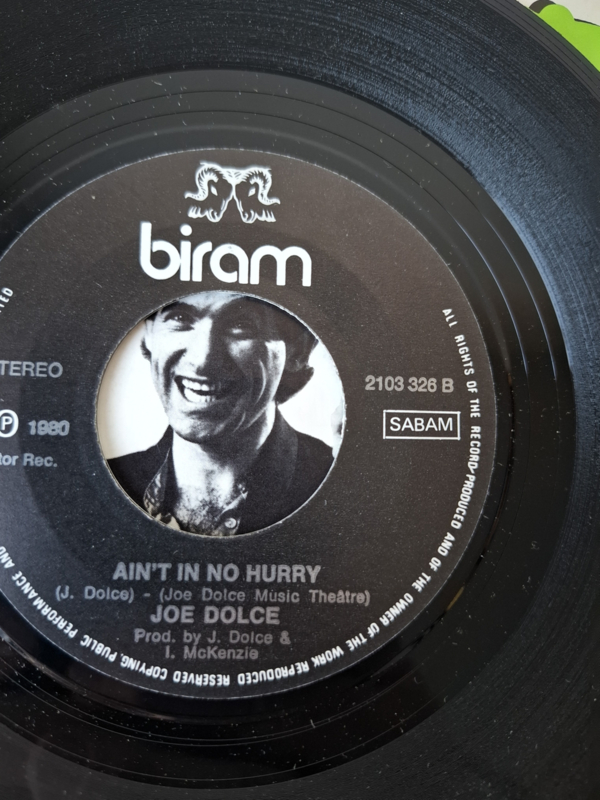 biram
TEREO
2103 326 B
SABAM
℗ 1980
tor Rec.
AIN'T IN NO HURRY
(J. Dolce) - (Joe Dolce Music Theâtre)
JOE DOLCE
Prod. by J. Dolce &
I. McKenzie
ALL RIGHTS OF THE RECORD-PRODUCED AND OF THE OWNER OF THE WORK REPRODUCED RESERVED COPYING, PUBLIC PERFORMANCE AND
TED